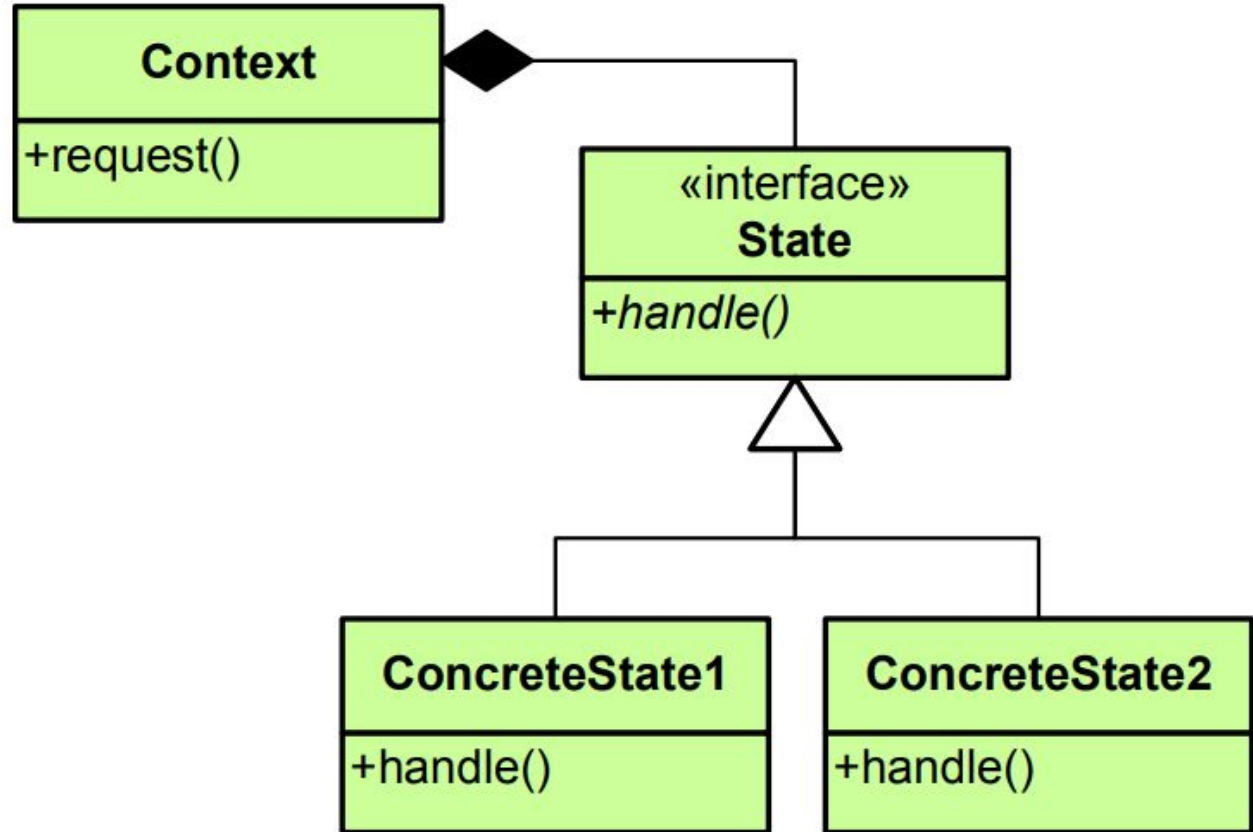 Context
+request()
«interface»
State
+handle()
ConcreteState1
+handle()
ConcreteState2
+handle()